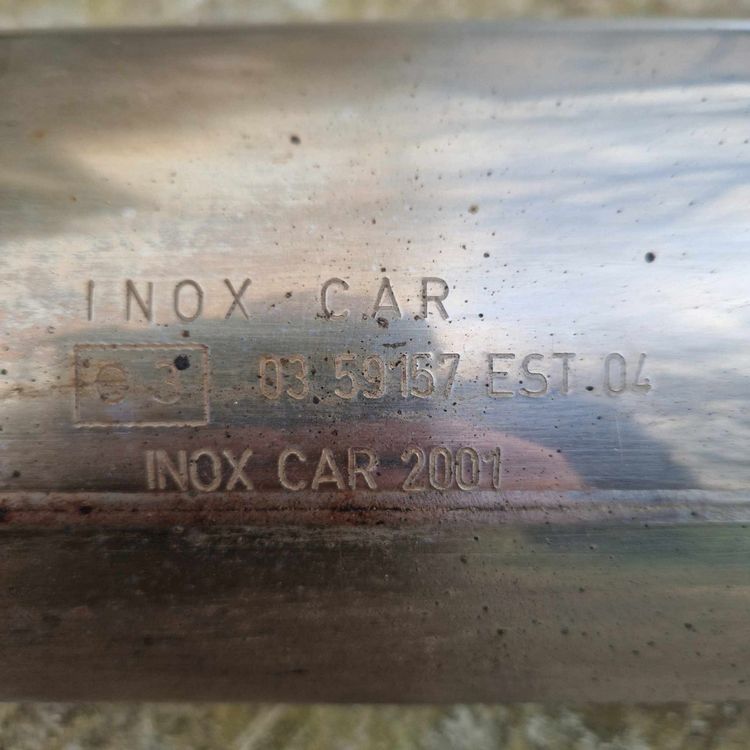 INOX CAR
e 3 03 59157 EST 04
INOX CAR 2001